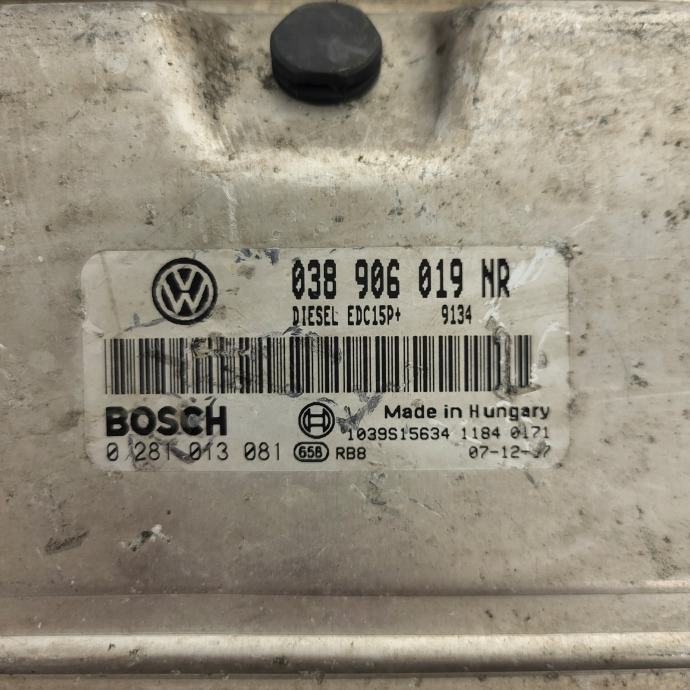 038 906 019 NR
DIESEL EDC15P+ 9134
BOSCH
Made in Hungary
1039S15634 1184 0171
0 281 013 081 658 RB8